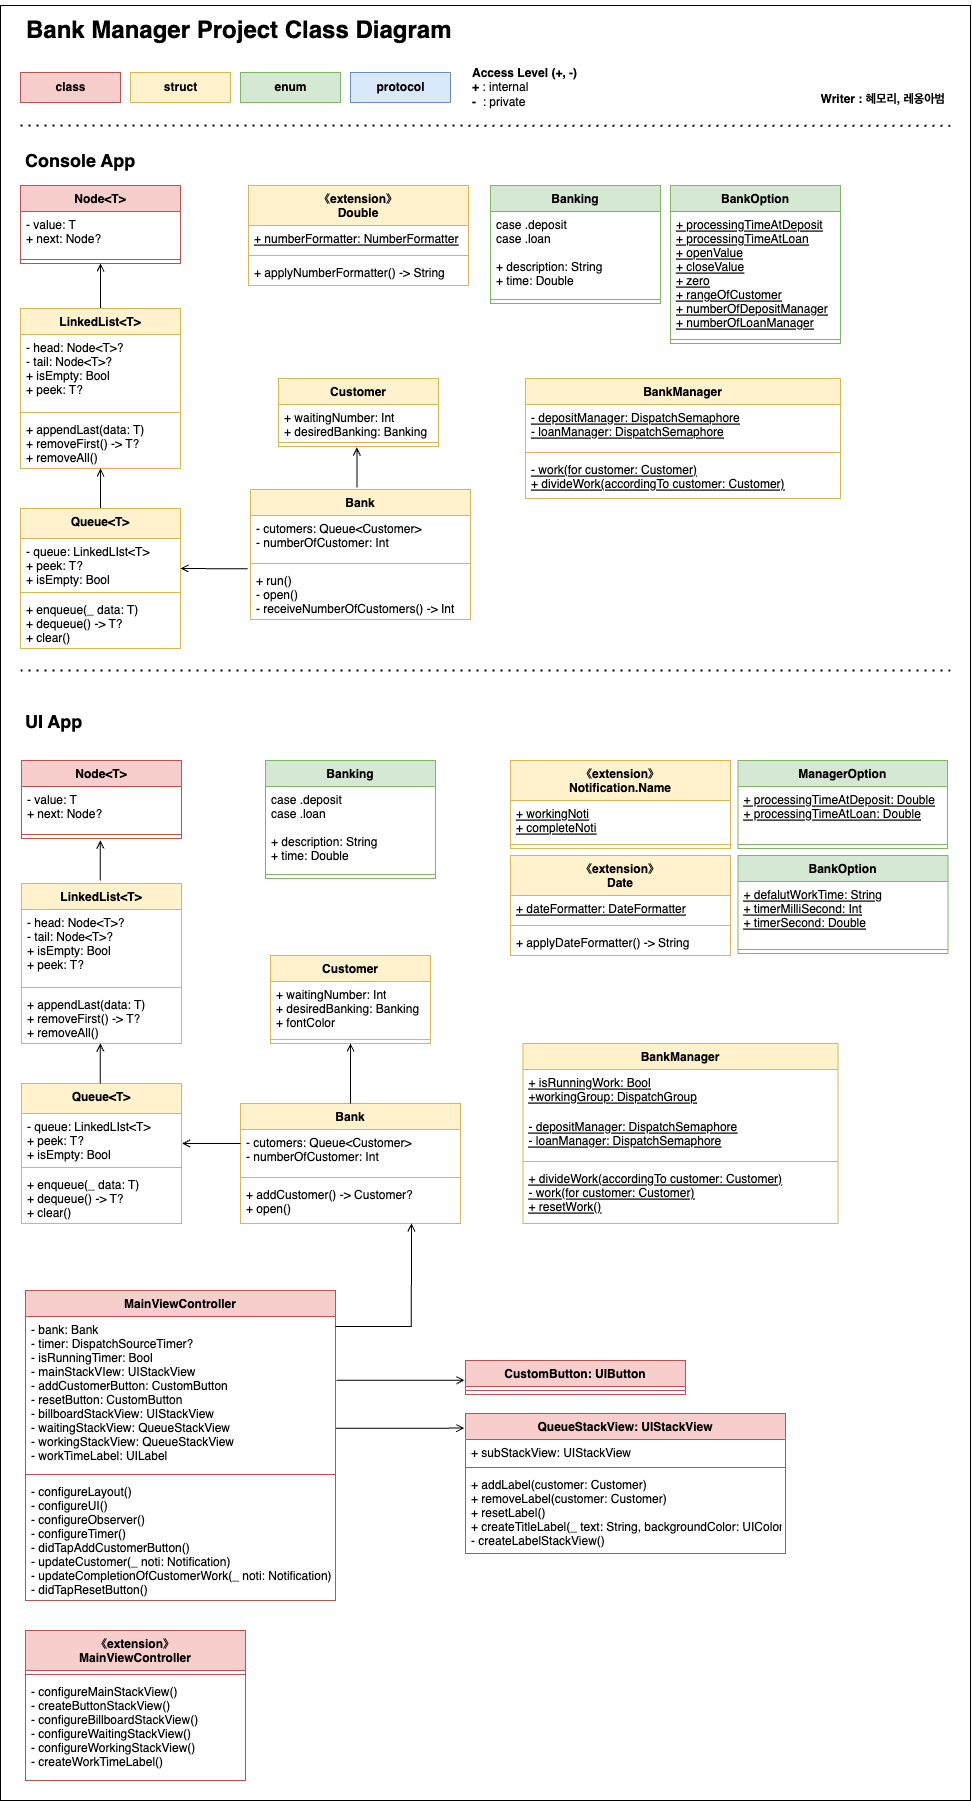 Bank Manager Project Class Diagram
class
struct
enum
protocol
Access Level (+, -)
+ : internal
- : private
Writer : 혜모리, 레옹아범
Console App
Node<T>
- value: T
+ next: Node?
《extension》
Double
+ numberFormatter: NumberFormatter
+ applyNumberFormatter() -> String
Banking
case .deposit
case .loan
+ description: String
+ time: Double
BankOption
+ processingTimeAtDeposit
+ processingTimeAtLoan
+ openValue
+ closeValue
+ zero
+ rangeOfCustomer
+ numberOfDepositManager
+ numberOfLoanManager
LinkedList<T>
- head: Node<T>?
- tail: Node<T>?
+ isEmpty: Bool
+ peek: T?
+ appendLast(data: T)
+ removeFirst() -> T?
+ removeAll()
Customer
+ waitingNumber: Int
+ desiredBanking: Banking
BankManager
- depositManager: DispatchSemaphore
- loanManager: DispatchSemaphore
- work(for customer: Customer)
+ divideWork(accordingTo customer: Customer)
Queue<T>
- queue: LinkedLIst<T>
+ peek: T?
+ isEmpty: Bool
+ enqueue(_ data: T)
+ dequeue() -> T?
+ clear()
Bank
- cutomers: Queue<Customer>
- numberOfCustomer: Int
+ run()
- open()
- receiveNumberOfCustomers() -> Int
UI App
Node<T>
- value: T
+ next: Node?
Banking
case .deposit
case .loan
+ description: String
+ time: Double
《extension》
Notification.Name
+ workingNoti
+ completeNoti
ManagerOption
+ processingTimeAtDeposit: Double
+ processingTimeAtLoan: Double
《extension》
Date
+ dateFormatter: DateFormatter
+ applyDateFormatter() -> String
BankOption
+ defalutWorkTime: String
+ timerMilliSecond: Int
+ timerSecond: Double
LinkedList<T>
- head: Node<T>?
- tail: Node<T>?
+ isEmpty: Bool
+ peek: T?
+ appendLast(data: T)
+ removeFirst() -> T?
+ removeAll()
Customer
+ waitingNumber: Int
+ desiredBanking: Banking
+ fontColor
BankManager
+ isRunningWork: Bool
+workingGroup: DispatchGroup
- depositManager: DispatchSemaphore
- loanManager: DispatchSemaphore
+ divideWork(accordingTo customer: Customer)
- work(for customer: Customer)
+ resetWork()
Queue<T>
- queue: LinkedLIst<T>
+ peek: T?
+ isEmpty: Bool
+ enqueue(_ data: T)
+ dequeue() -> T?
+ clear()
Bank
- cutomers: Queue<Customer>
- numberOfCustomer: Int
+ addCustomer() -> Customer?
+ open()
MainViewController
- bank: Bank
- timer: DispatchSourceTimer?
- isRunningTimer: Bool
- mainStackVIew: UIStackView
- addCustomerButton: CustomButton
- resetButton: CustomButton
- billboardStackView: UIStackView
- waitingStackView: QueueStackView
- workingStackView: QueueStackView
- workTimeLabel: UILabel
- configureLayout()
- configureUI()
- configureObserver()
- configureTimer()
- didTapAddCustomerButton()
- updateCustomer(_ noti: Notification)
- updateCompletionOfCustomerWork(_ noti: Notification)
- didTapResetButton()
CustomButton: UIButton
QueueStackView: UIStackView
+ subStackView: UIStackView
+ addLabel(customer: Customer)
+ removeLabel(customer: Customer)
+ resetLabel()
+ createTitleLabel(_ text: String, backgroundColor: UIColor
- createLabelStackView()
《extension》
MainViewController
- configureMainStackView()
- createButtonStackView()
- configureBillboardStackView()
- configureWaitingStackView()
- configureWorkingStackView()
- createWorkTimeLabel()